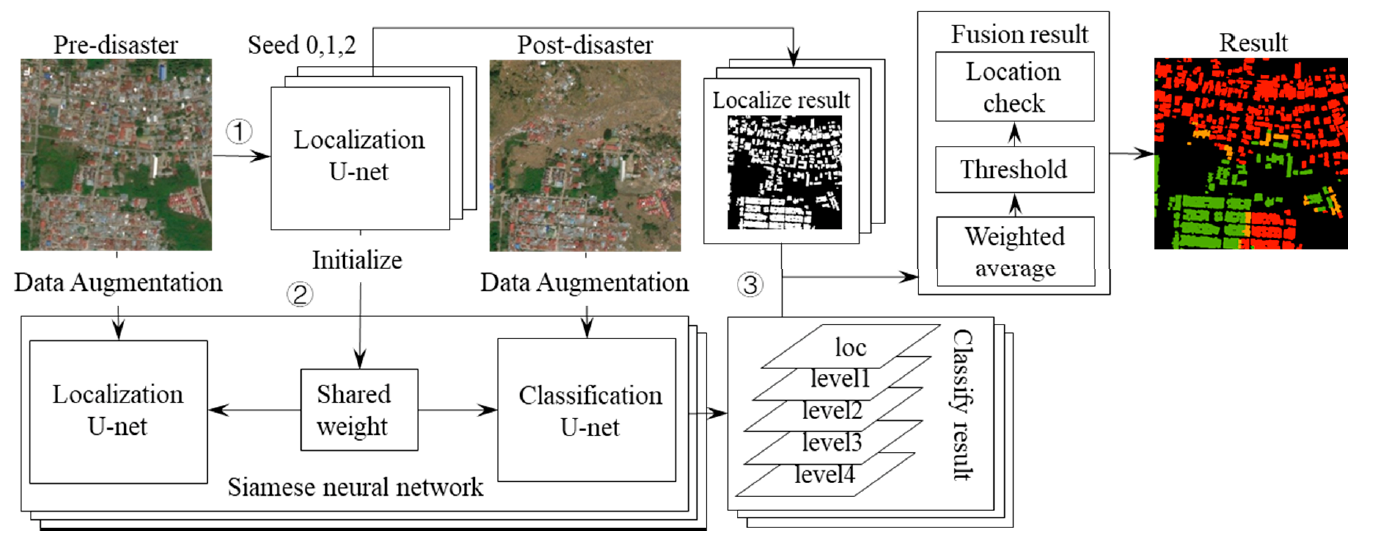 Pre-disaster
Seed 0,1,2
Post-disaster
Fusion result
Result
Location
check
Localize result
①
Localization
U-net
Threshold
Weighted
average
Initialize
Data Augmentation
②
Data Augmentation
③
Localization
U-net
Shared
weight
Classification
U-net
Siamese neural network
loc
level1
level2
level3
level4
Classify result